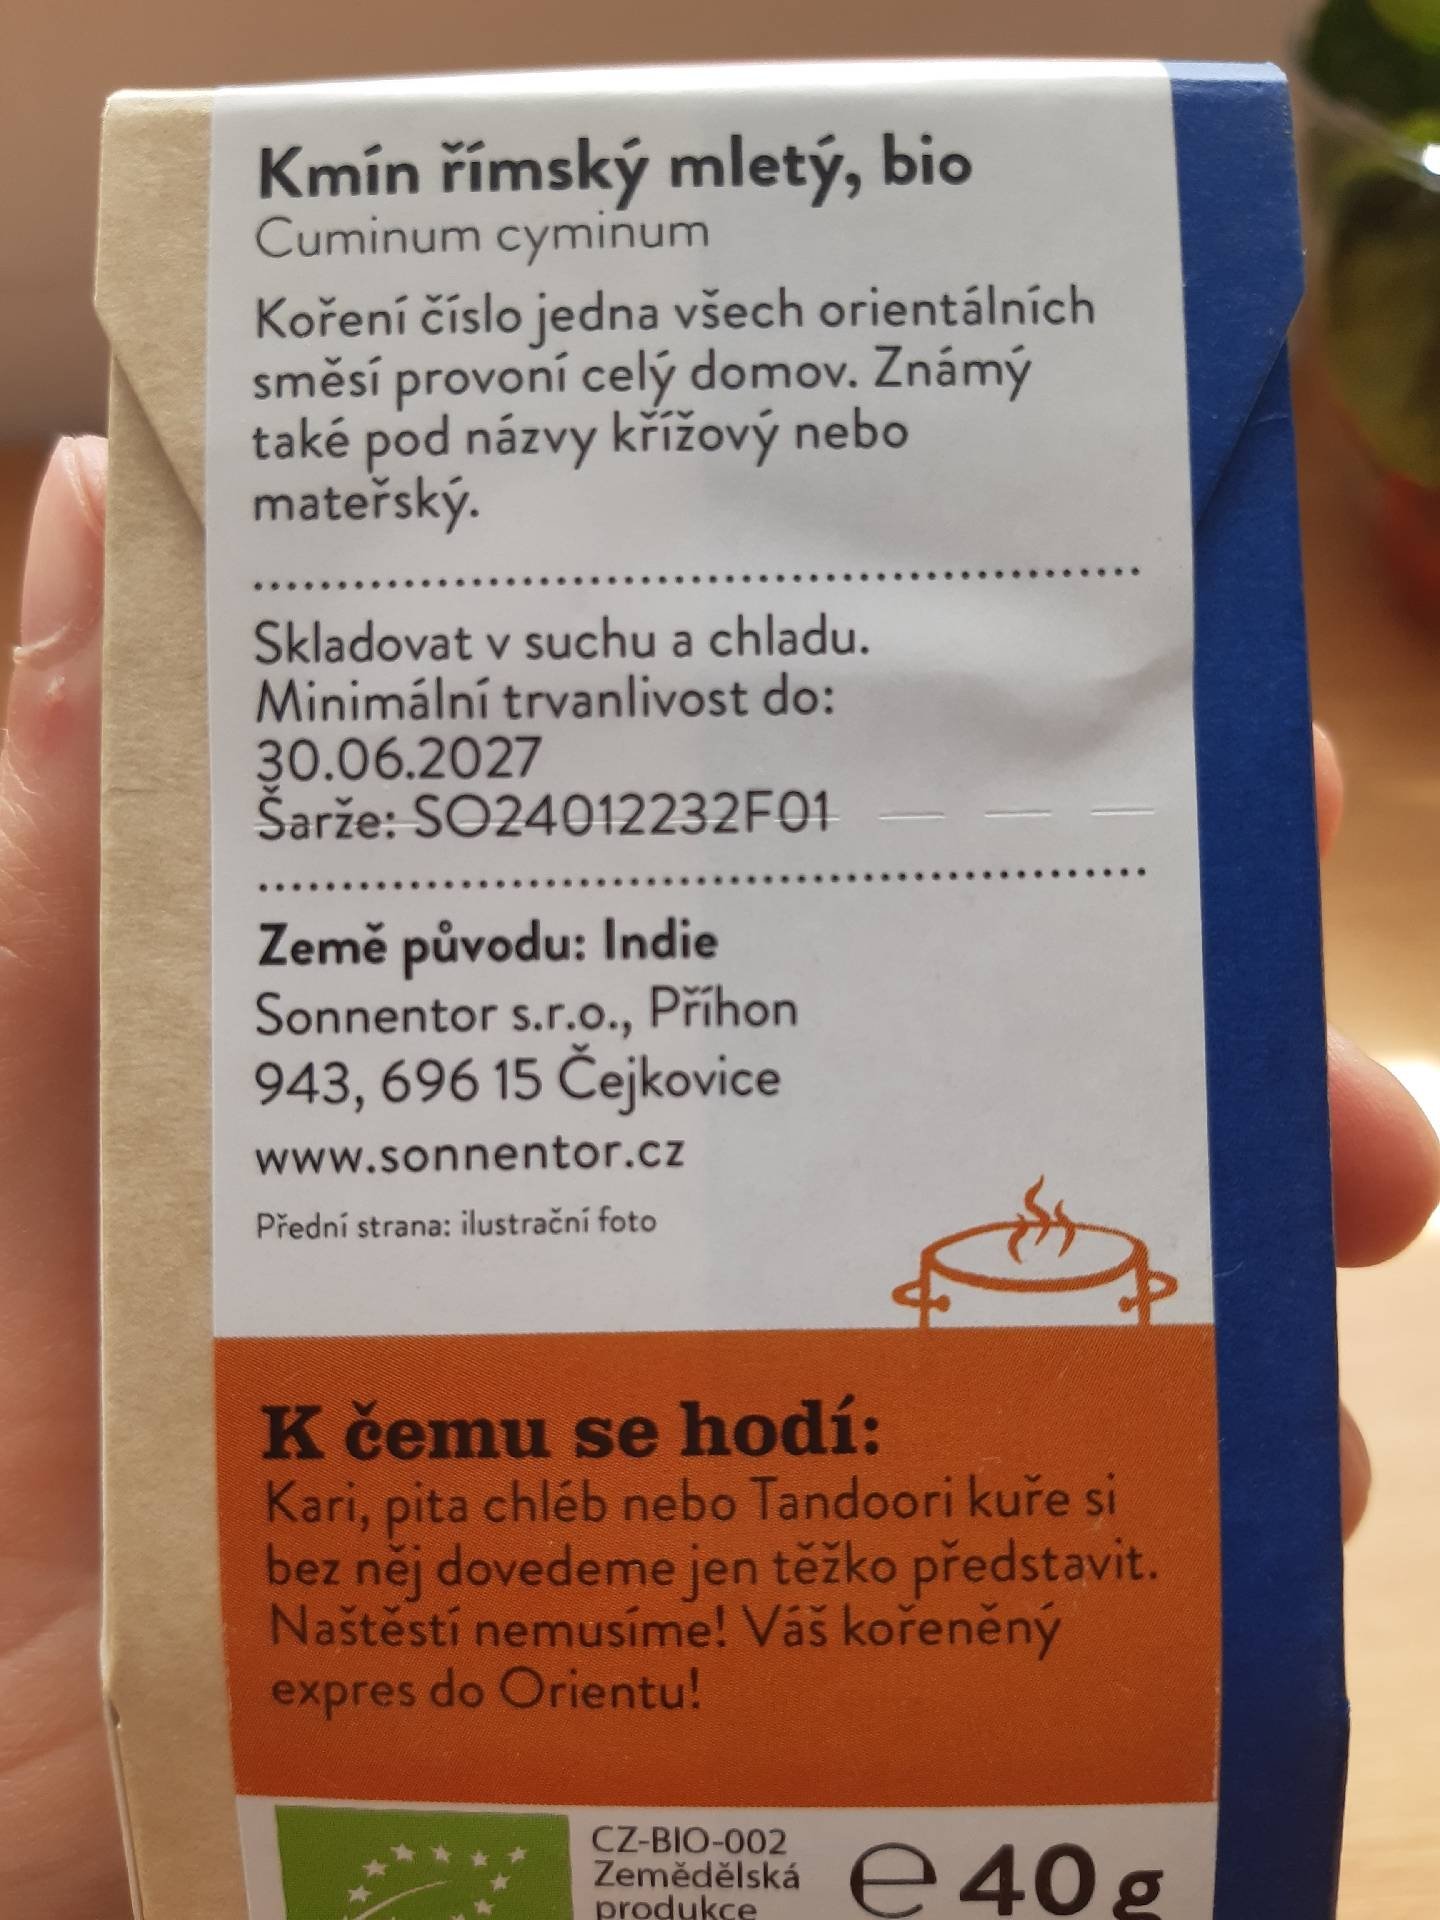 Kmín římský mletý, bio
Cuminum cyminum
Koření číslo jedna všech orientálních
směsí provoní celý domov. Známý
také pod názvy křížový nebo
mateřský.
Skladovat v suchu a chladu.
Minimální trvanlivost do:
30.06.2027
Šarže: SO24012232F01
Země původu: Indie
Sonnentor s.r.o., Příhon
943, 696 15 Čejkovice
www.sonnentor.cz
Přední strana: ilustrační foto
K čemu se hodí:
Kari, pita chléb nebo Tandoori kuře si
bez něj dovedeme jen těžko představit.
Naštěstí nemusíme! Váš kořeněný
expres do Orientu!
CZ-BIO-002
Zemědělská
produkce
e 40 g